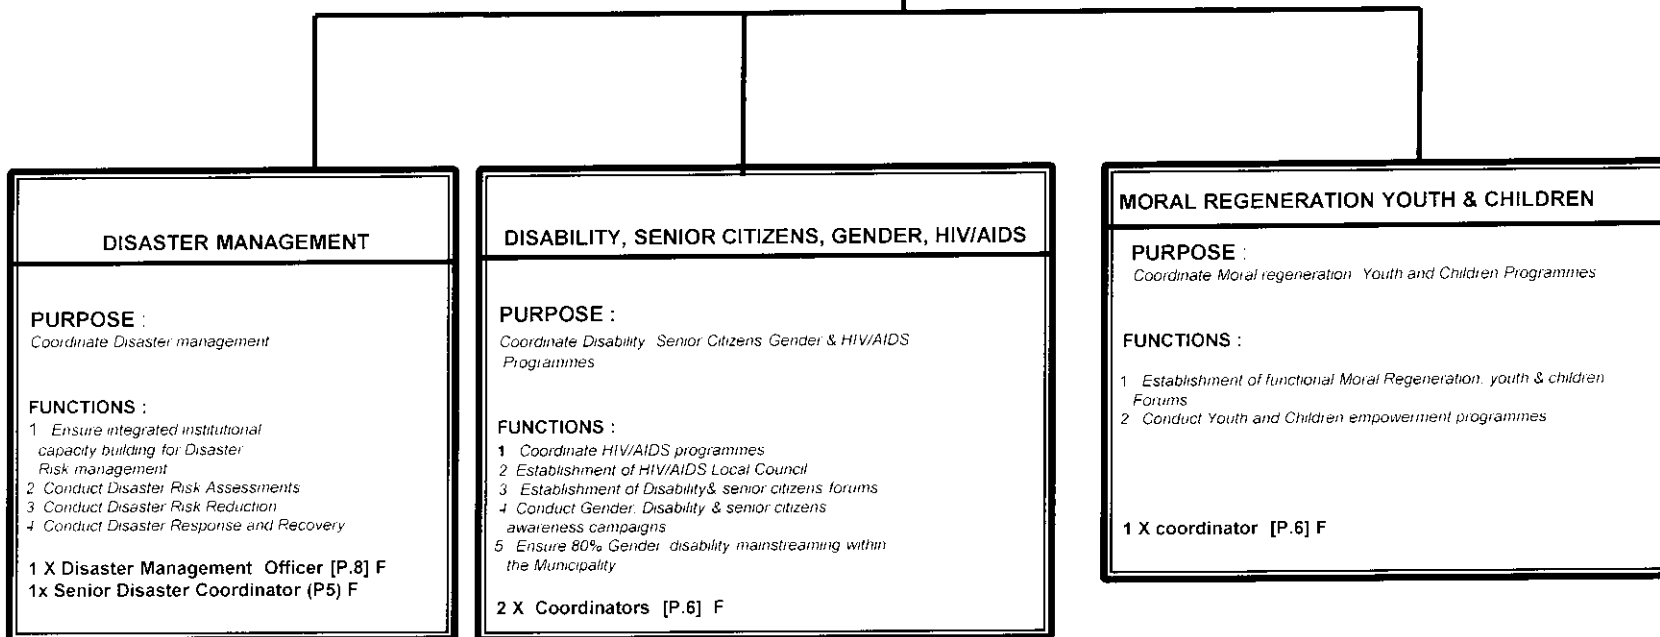 DISASTER MANAGEMENT
PURPOSE :
Coordinate Disaster management
FUNCTIONS :
1 Ensure integrated institutional
capacity building for Disaster
Risk management
2 Conduct Disaster Risk Assessments
3 Conduct Disaster Risk Reduction
4 Conduct Disaster Response and Recovery
1 X Disaster Management Officer [P.8] F
1x Senior Disaster Coordinator (P5) F
DISABILITY, SENIOR CITIZENS, GENDER, HIV/AIDS
PURPOSE :
Coordinate Disability Senior Citizens Gender & HIV/AIDS
Programmes
FUNCTIONS :
1 Coordinate HIV/AIDS programmes
2 Establishment of HIV/AIDS Local Council
3 Establishment of Disability& senior citizens forums
4 Conduct Gender, Disability & senior citizens
awareness campaigns
5 Ensure 80% Gender disability mainstreaming within
the Municipality
2 X Coordinators [P.6] F
MORAL REGENERATION YOUTH & CHILDREN
PURPOSE :
Coordinate Moral regeneration Youth and Children Programmes
FUNCTIONS :
1 Establishment of functional Moral Regeneration, youth & children
Forums
2 Conduct Youth and Children empowerment programmes
1 X coordinator [P.6] F